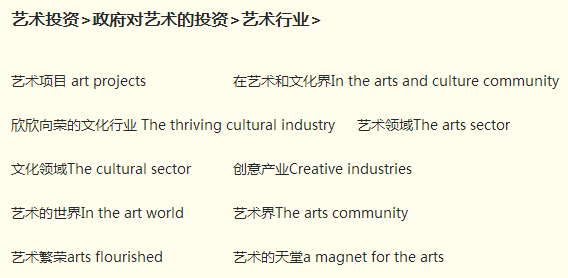 艺术投资>政府对艺术的投资>艺术行业>
艺术项目 art projects 在艺术和文化界In the arts and culture community
欣欣向荣的文化行业 The thriving cultural industry 艺术领域The arts sector
文化领域The cultural sector 创意产业Creative industries
艺术的世界In the art world 艺术界The arts community
艺术繁荣arts flourished 艺术的天堂a magnet for the arts